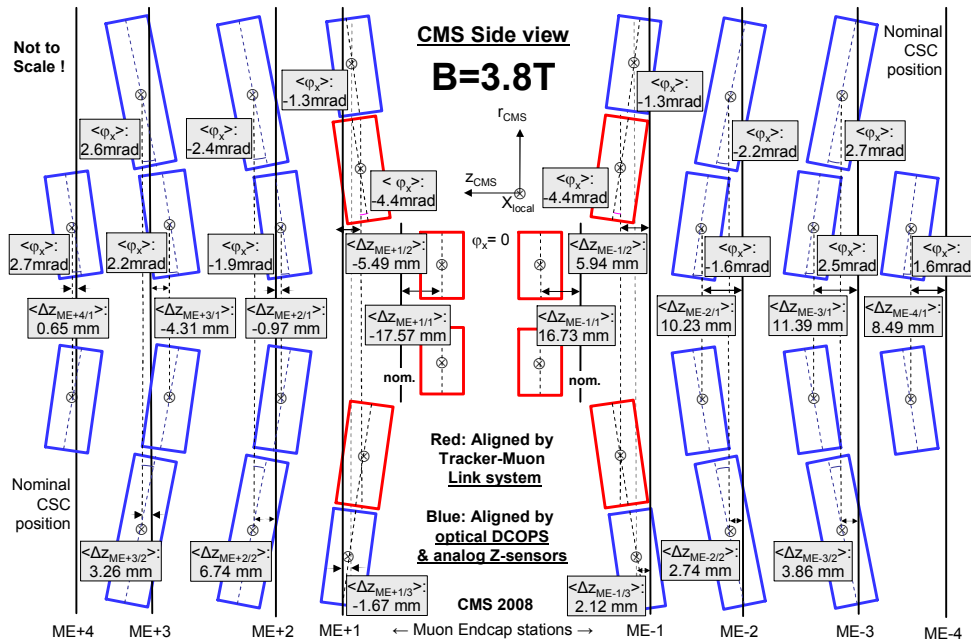 Not to
Scale !
CMS Side view
B=3.8T
Nominal
CSC
position
<φx>:
-1.3mrad
<φx>:
-1.3mrad
rCMS
<φx>:
2.6mrad
<φx>:
-2.4mrad
<φx>:
-2.2mrad
<φx>:
2.7mrad
< φx>:
-4.4mrad
zCMS
Xlocal
<φx>:
-4.4mrad
<φx>:
2.7mrad
<φx>:
2.2mrad
<φx>:
-1.9mrad
<ΔzME+1/2>:
-5.49 mm
φx= 0
<ΔzME-1/2>:
5.94 mm
<φx>:
-1.6mrad
<φx>:
2.5mrad
<φx>:
1.6mrad
<ΔzME+4/1>:
0.65 mm
<ΔzME+3/1>:
-4.31 mm
<ΔzME+2/1>:
-0.97 mm
<ΔzME+1/1>:
-17.57 mm
<ΔzME-1/1>:
16.73 mm
<ΔzME-2/1>:
10.23 mm
<ΔzME-3/1>:
11.39 mm
<ΔzME-4/1>:
8.49 mm
nom.
nom.
Red: Aligned by
Tracker-Muon
Link system
Nominal
CSC
position
Blue: Aligned by
optical DCOPS
& analog Z-sensors
<ΔzME+3/2>:
3.26 mm
<ΔzME+2/2>:
6.74 mm
<ΔzME-2/2>:
2.74 mm
<ΔzME-3/2>:
3.86 mm
<ΔzME+1/3>:
-1.67 mm
CMS 2008
<ΔzME-1/3>:
2.12 mm
ME+4 ME+3 ME+2 ME+1 ← Muon Endcap stations → ME-1 ME-2 ME-3 ME-4